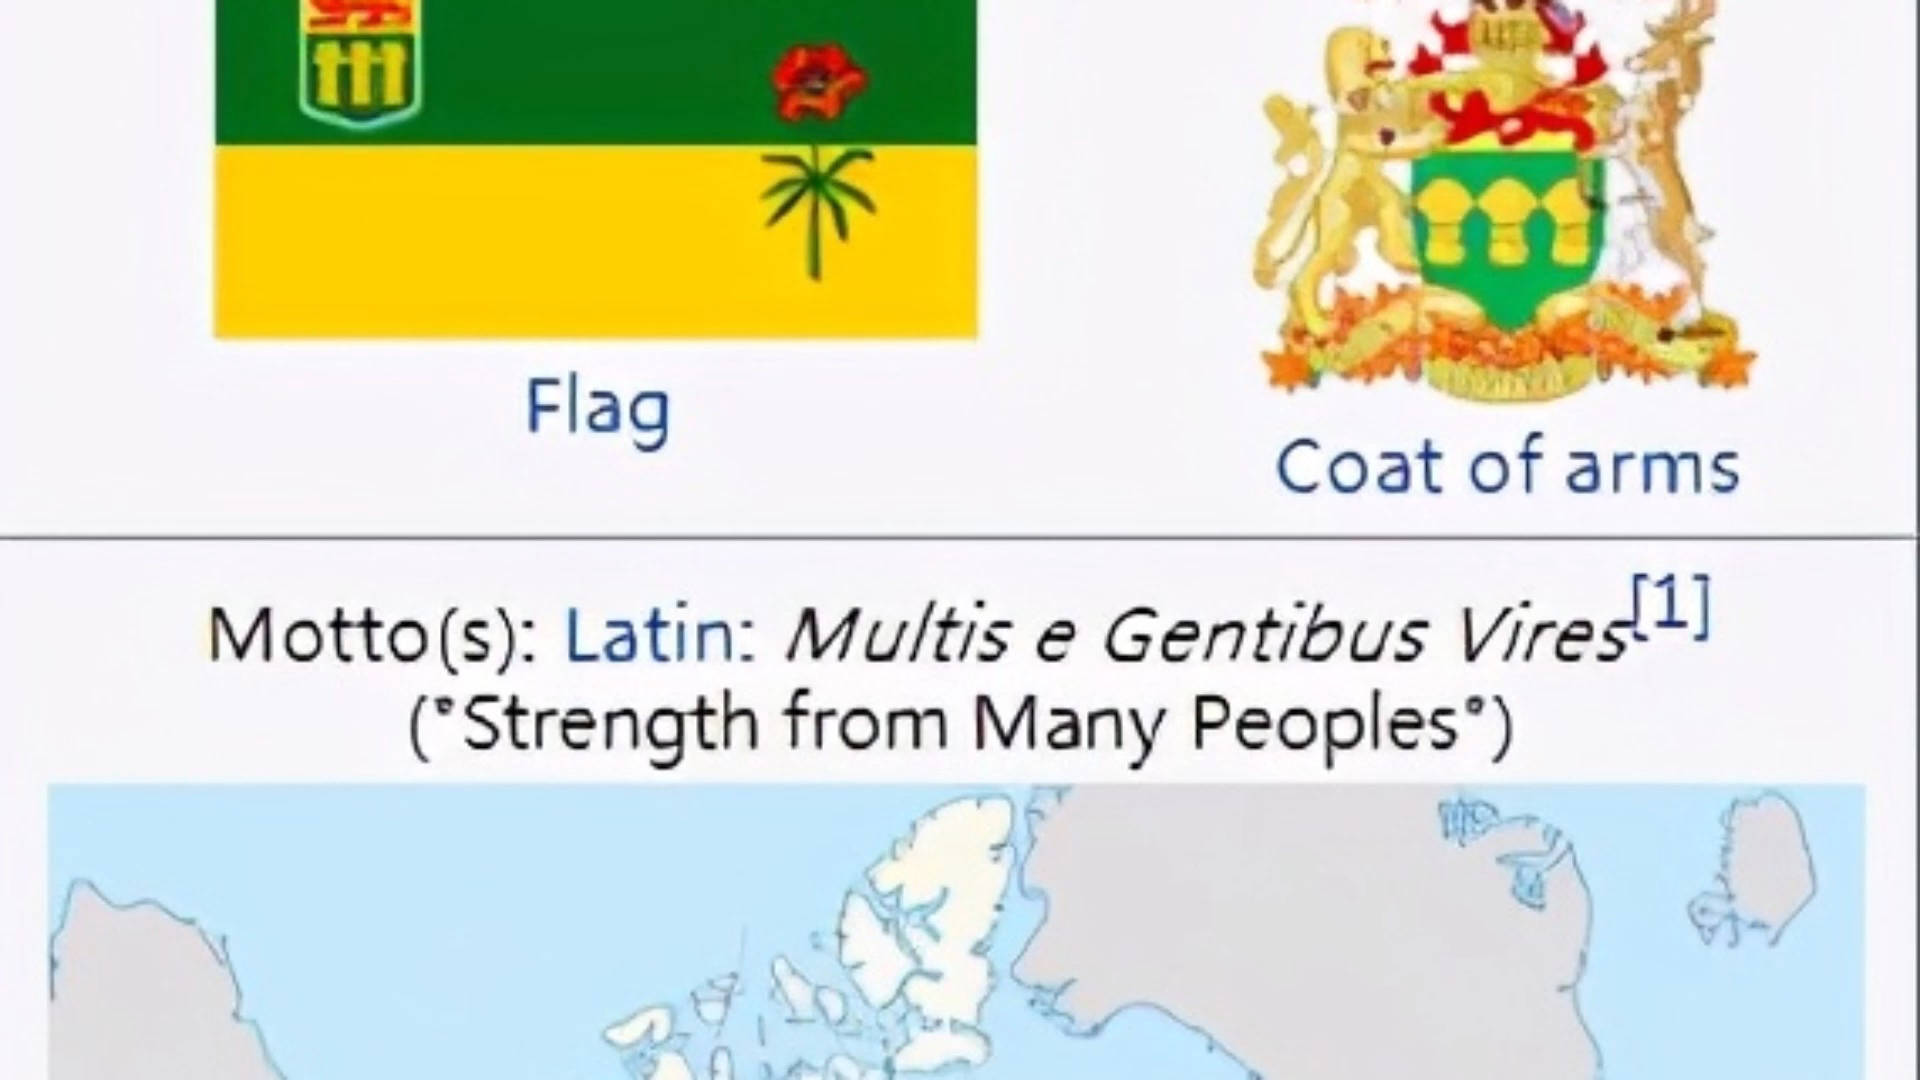 Flag
Coat of arms
Motto(s): Latin: Multis e Gentibus Vires[1]
("Strength from Many Peoples")